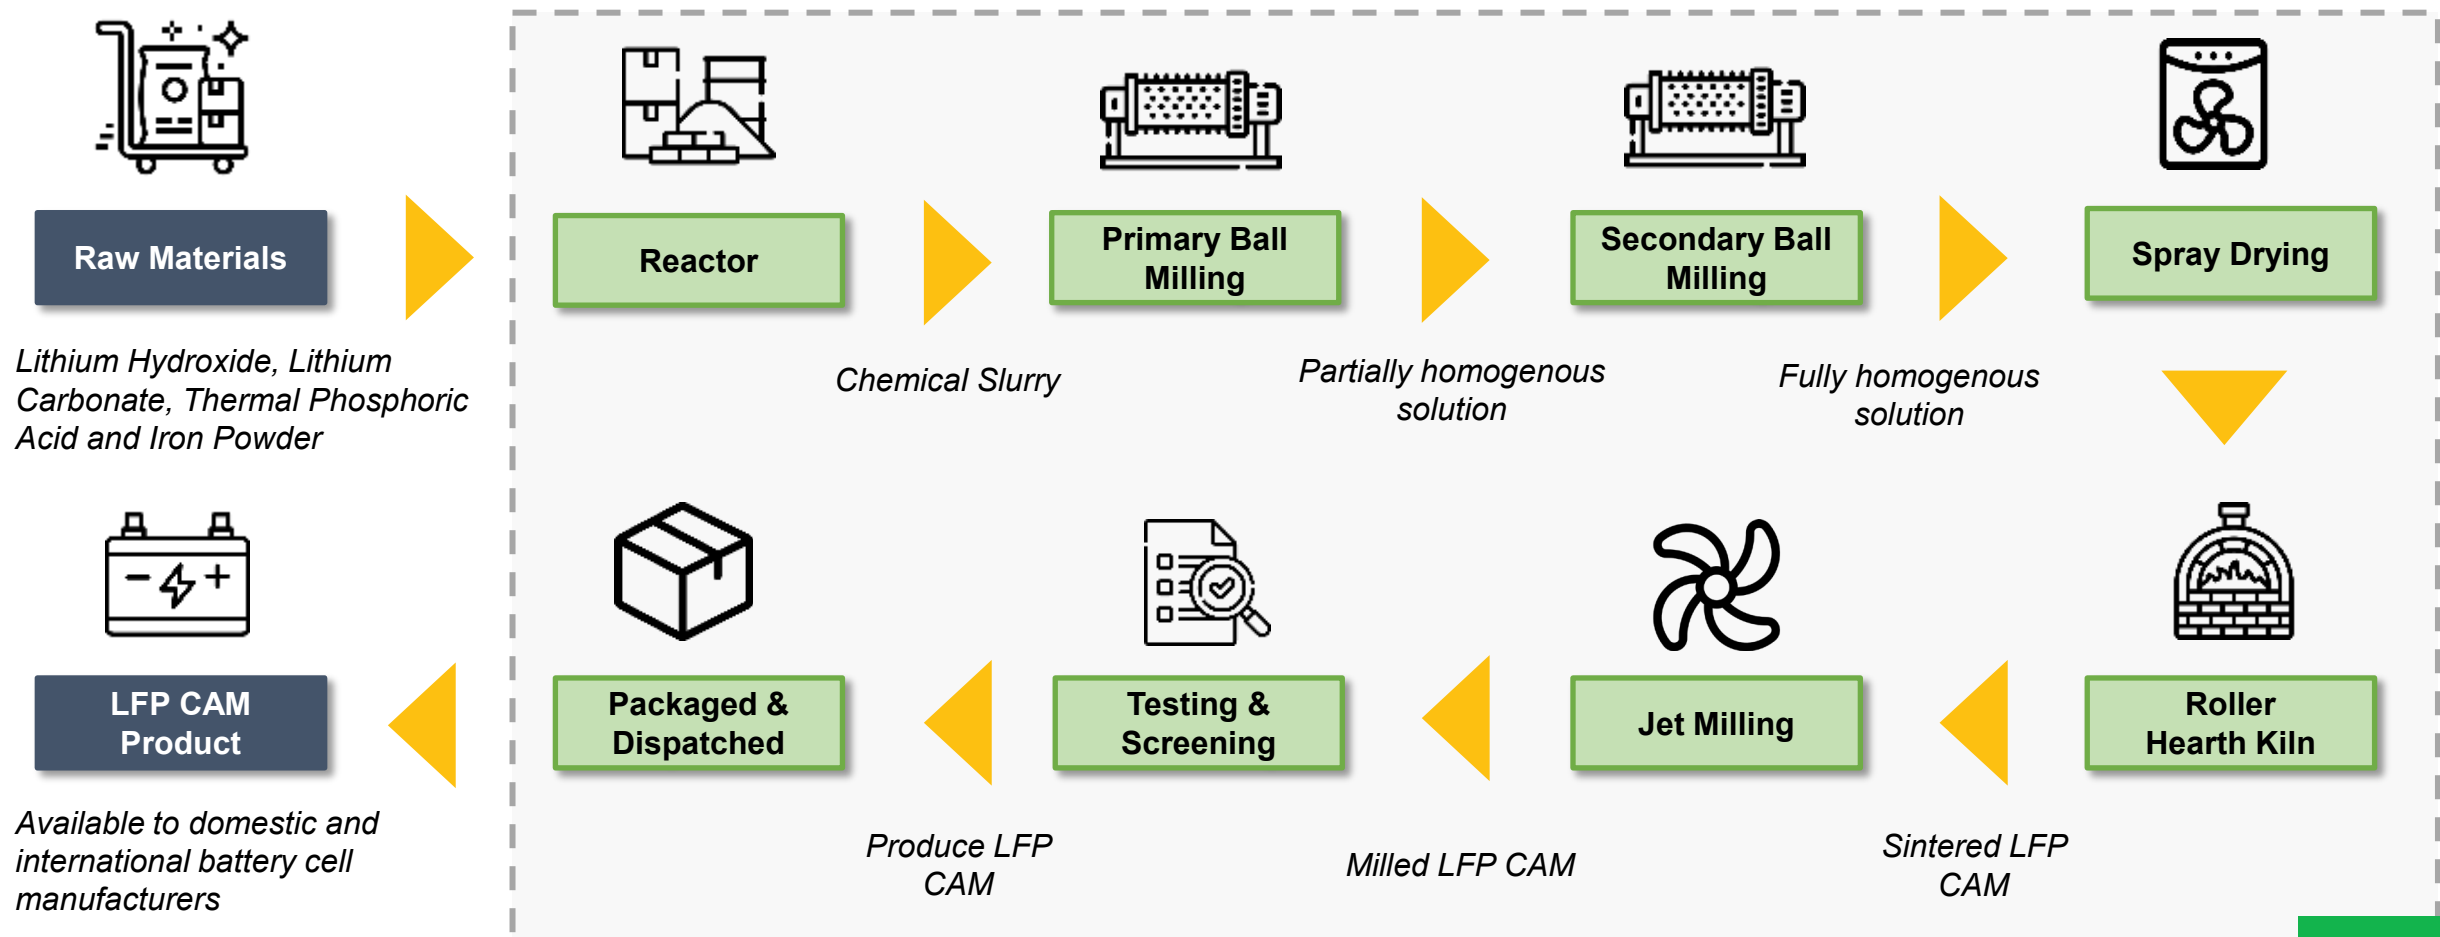 Raw Materials
Reactor
Primary Ball
Milling
Secondary Ball
Milling
Spray Drying
Lithium Hydroxide, Lithium
Carbonate, Thermal Phosphoric
Acid and Iron Powder
Chemical Slurry
Partially homogenous
solution
Fully homogenous
solution
LFP CAM
Product
Packaged &
Dispatched
Testing &
Screening
Jet Milling
Roller
Hearth Kiln
Available to domestic and
international battery cell
manufacturers
Produce LFP
CAM
Milled LFP CAM
Sintered LFP
CAM